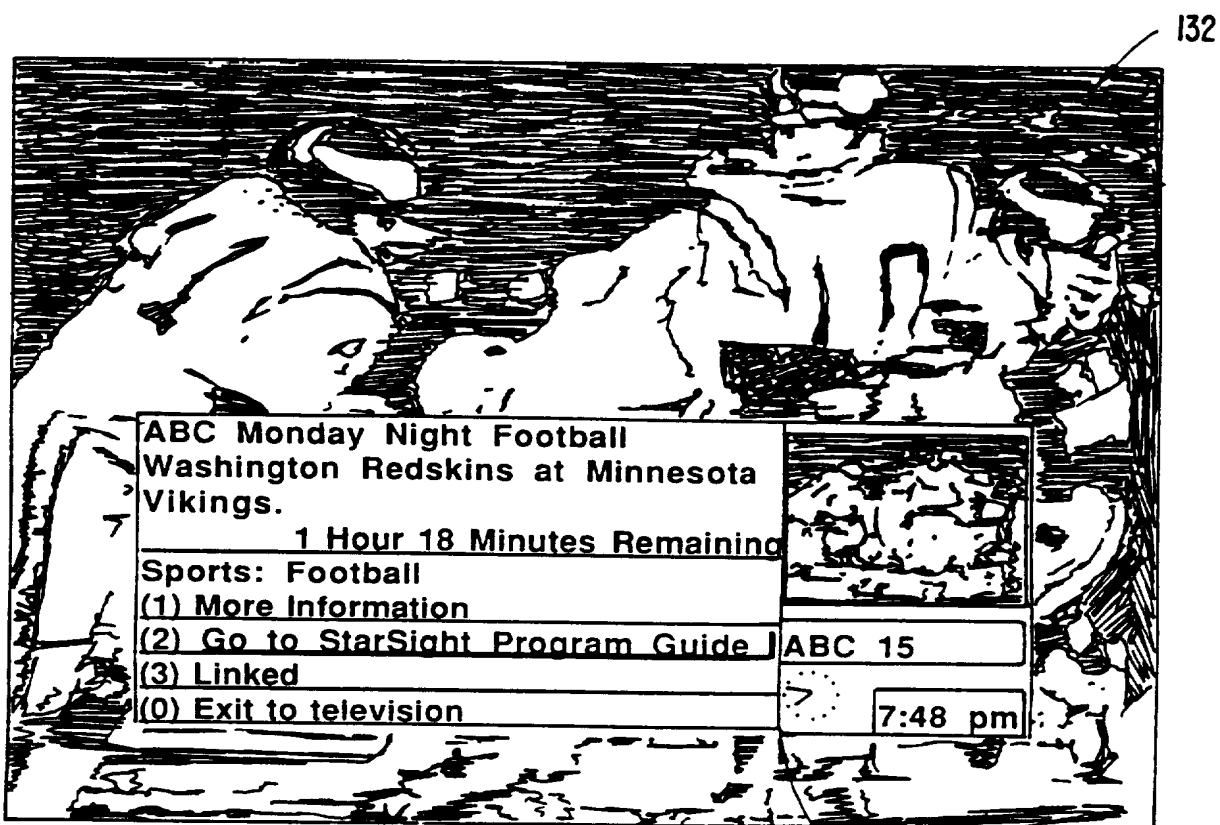 132
ABC Monday Night Football
Washington Redskins at Minnesota
Vikings.
1 Hour 18 Minutes Remaining
Sports: Football
(1) More Information
(2) Go to StarSight Program Guide
ABC 15
(3) Linked
(0) Exit to television
7:48 pm